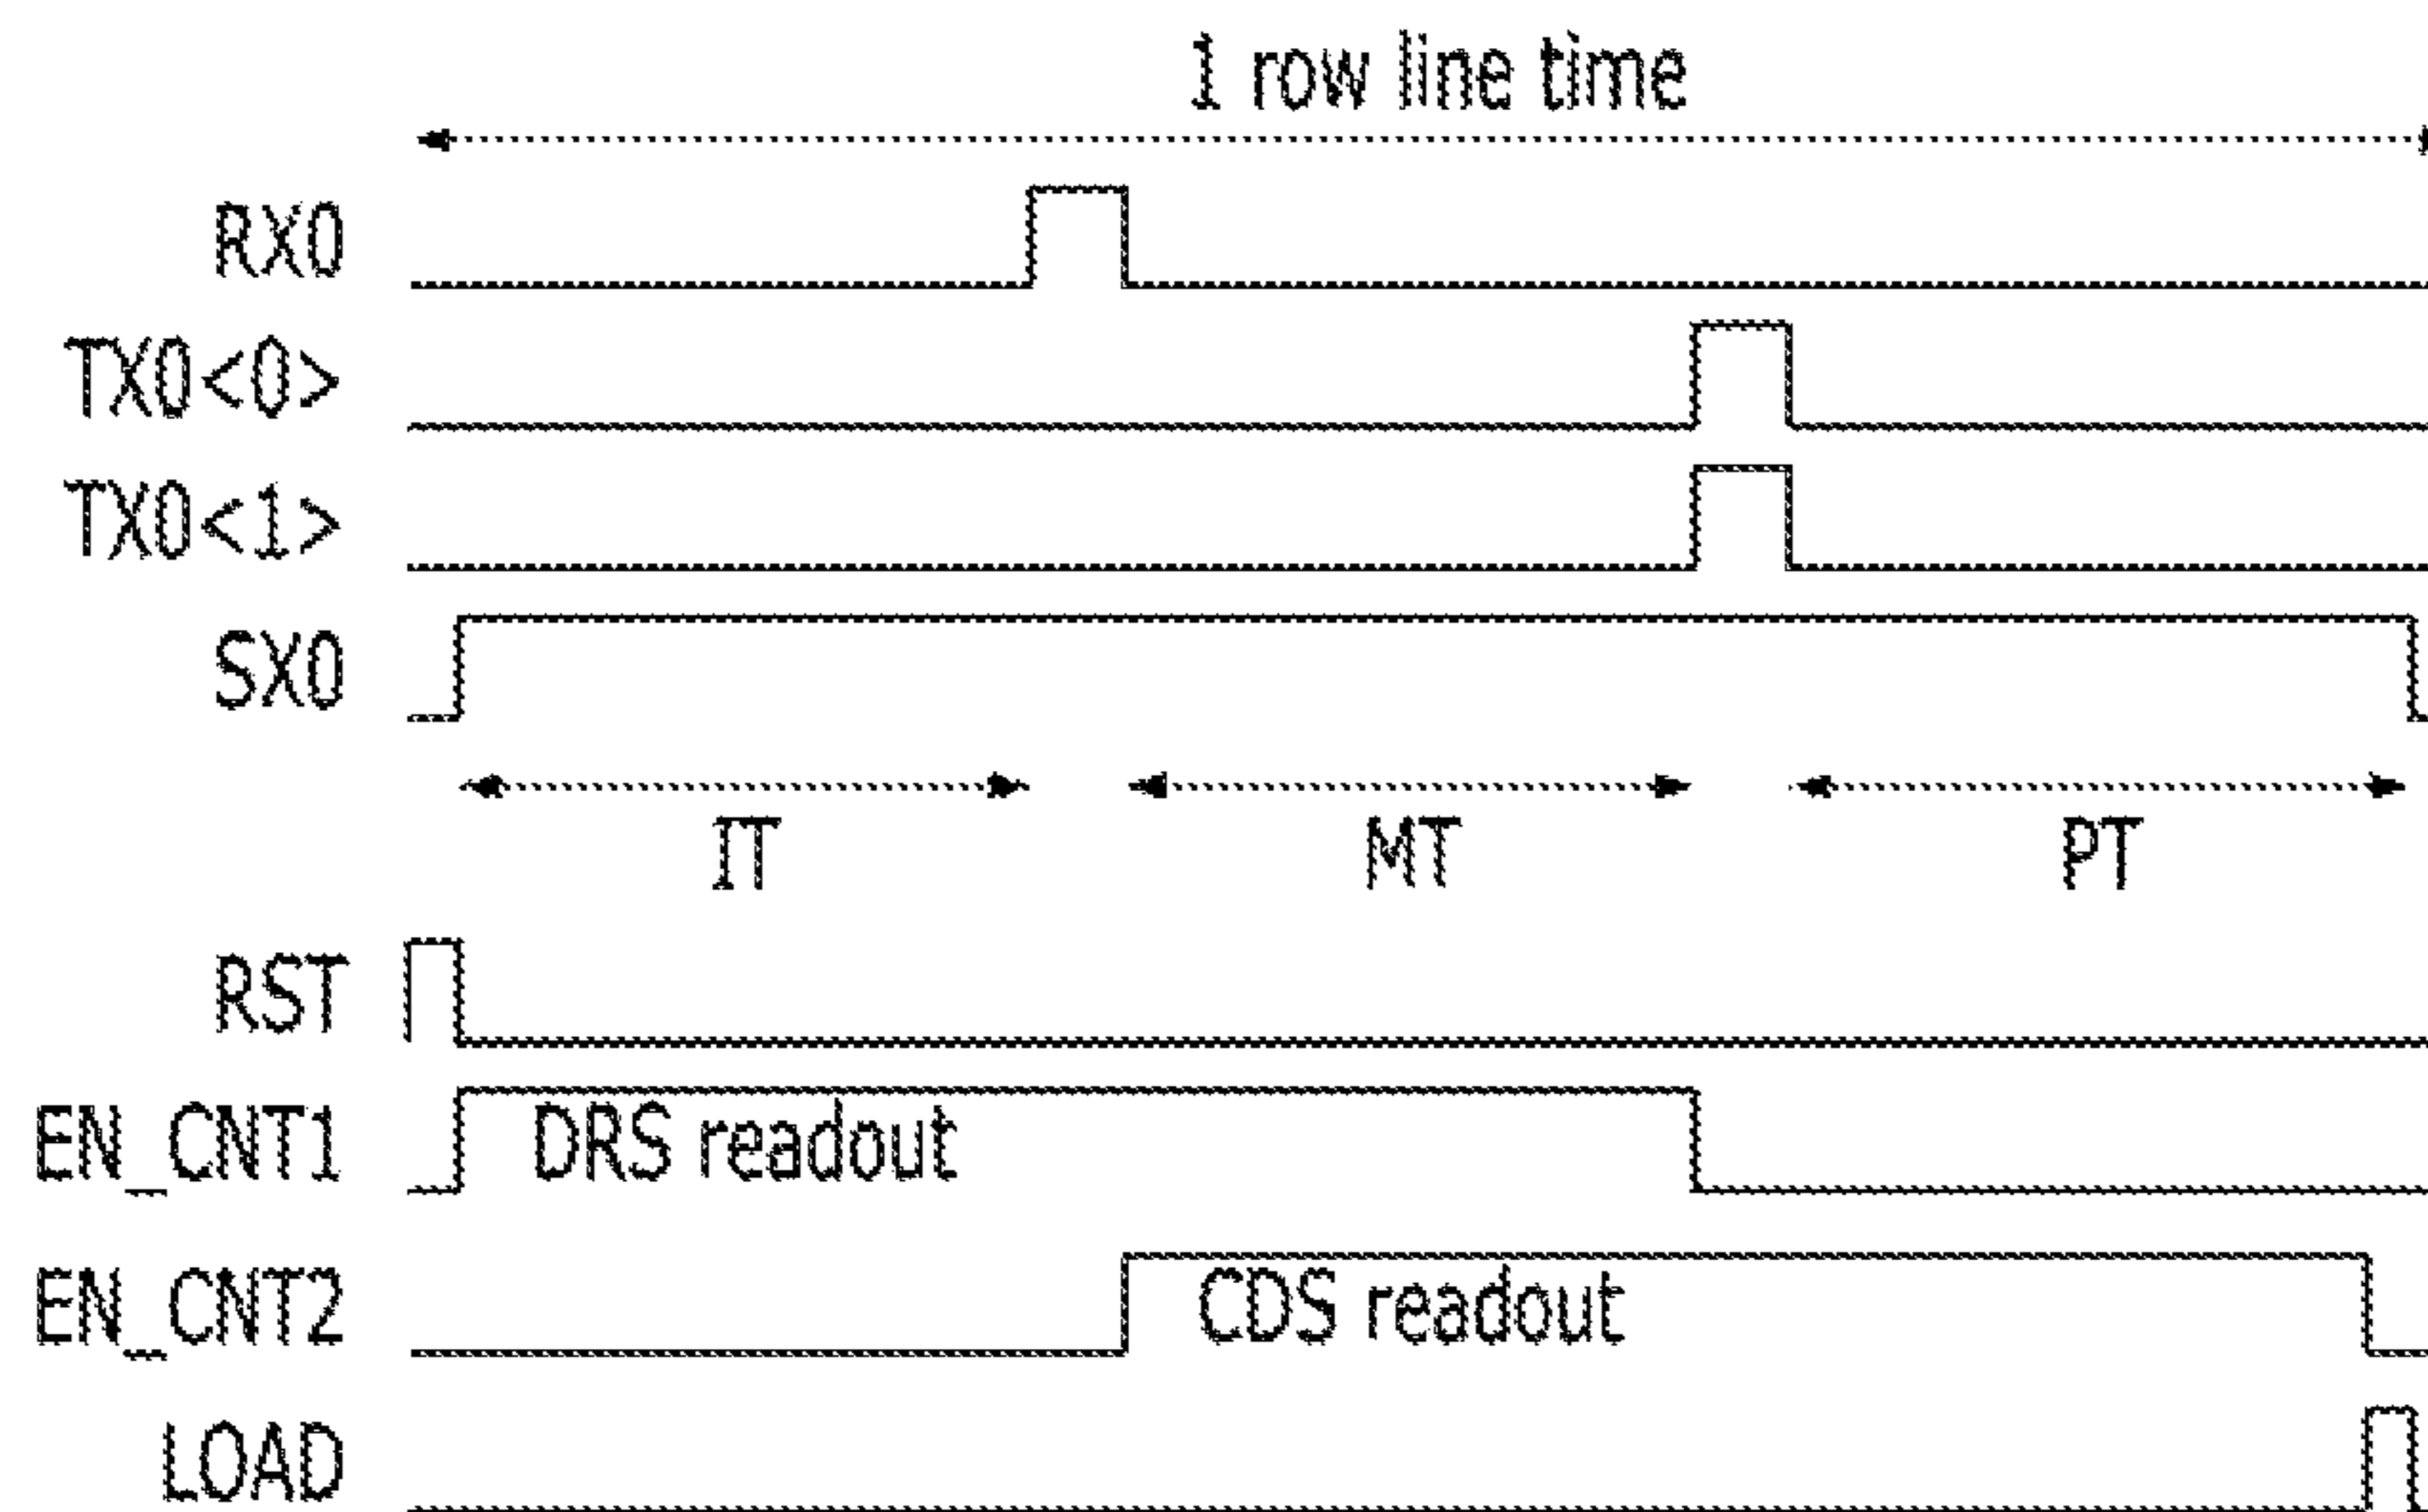 1 row line time
RX0
TX0<0>
TX0<1>
SX0
IT MT PT
RST
EN_CNT1 DRS readout
EN_CNT2 CDS readout
LOAD